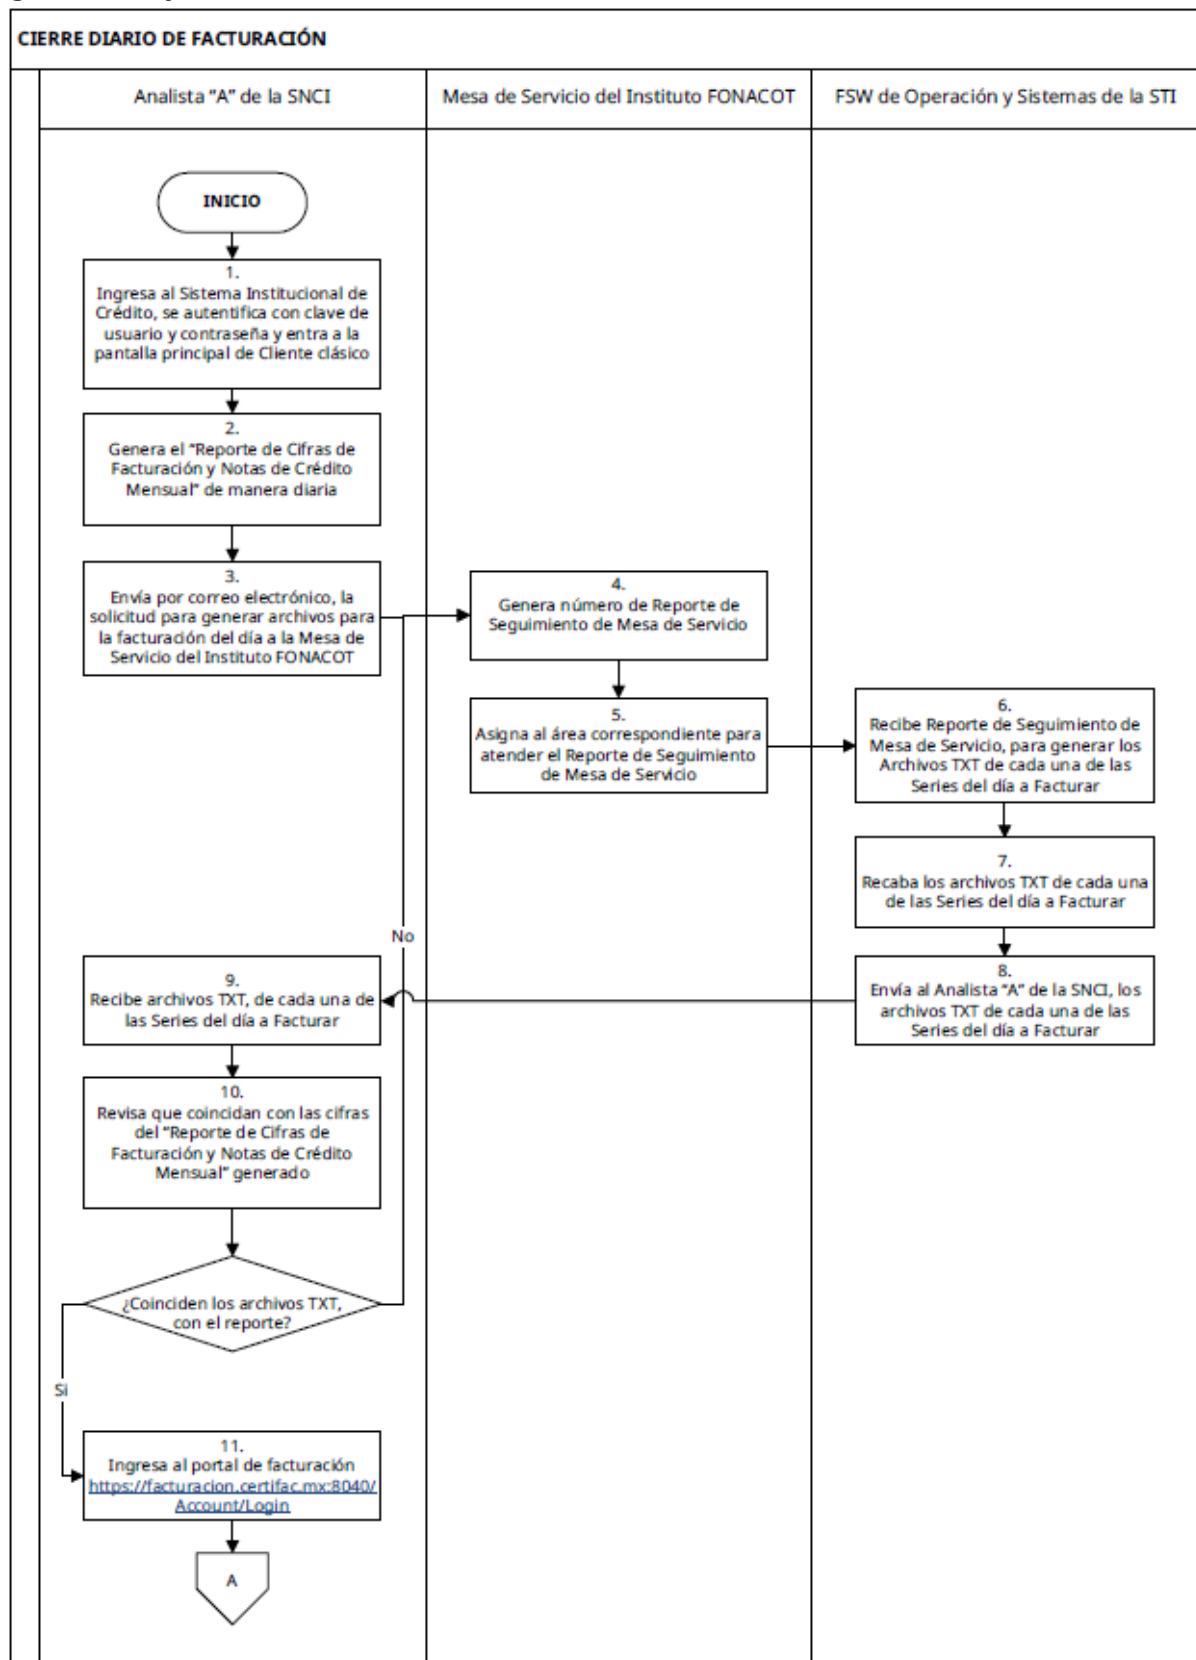 CIERRE DIARIO DE FACTURACIÓN
Analista “A” de la SNCI
Mesa de Servicio del Instituto FONACOT
FSW de Operación y Sistemas de la STI
INICIO
1.
Ingresa al Sistema Institucional de
Crédito, se autentifica con clave de
usuario y contraseña y entra a la
pantalla principal de Cliente clásico
2.
Genera el “Reporte de Cifras de
Facturación y Notas de Crédito
Mensual” de manera diaria
3.
Envía por correo electrónico, la
solicitud para generar archivos para
la facturación del día a la Mesa de
Servicio del Instituto FONACOT
4.
Genera número de Reporte de
Seguimiento de Mesa de Servicio
5.
Asigna al área correspondiente para
atender el Reporte de Seguimiento
de Mesa de Servicio
6.
Recibe Reporte de Seguimiento de
Mesa de Servicio, para generar los
Archivos TXT de cada una de las
Series del día a Facturar
7.
Recaba los archivos TXT de cada una
de las Series del día a Facturar
8.
Envía al Analista “A” de la SNCI, los
archivos TXT de cada una de las
Series del día a Facturar
No
9.
Recibe archivos TXT, de cada una de
las Series del día a Facturar
10.
Revisa que coincidan con las cifras
del “Reporte de Cifras de
Facturación y Notas de Crédito
Mensual” generado
¿Coinciden los archivos TXT,
con el reporte?
Si
11.
Ingresa al portal de facturación
https://facturacion.certifac.mx:8040/
Account/Login
A